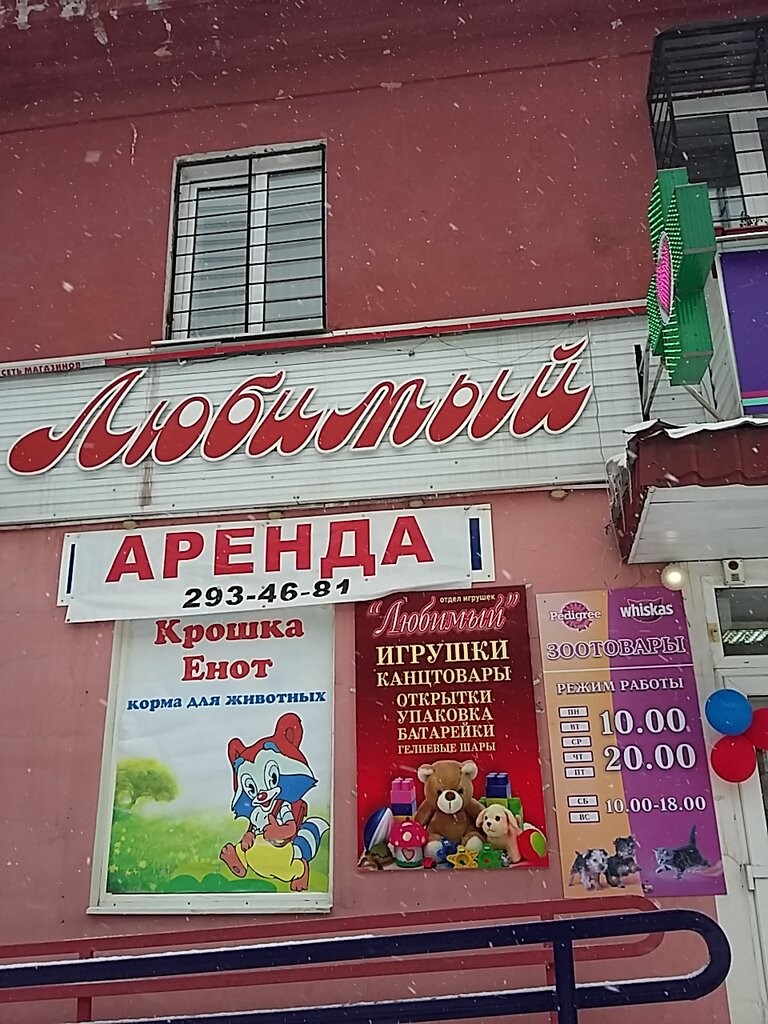 СЕТЬ МАГАЗИНОВ
Любимый
АРЕНДА
293-46-81
Крошка
Енот
корма для животных
отдел игрушек
"Любимый"
ИГРУШКИ
КАНЦТОВАРЫ
ОТКРЫТКИ
УПАКОВКА
БАТАРЕЙКИ
ГЕЛИЕВЫЕ ШАРЫ
Pedigree whiskas
ЗООТОВАРЫ
РЕЖИМ РАБОТЫ
ПН
ВТ
СР
ЧТ
ПТ
10.00
20.00
СБ
ВС
10.00-18.00